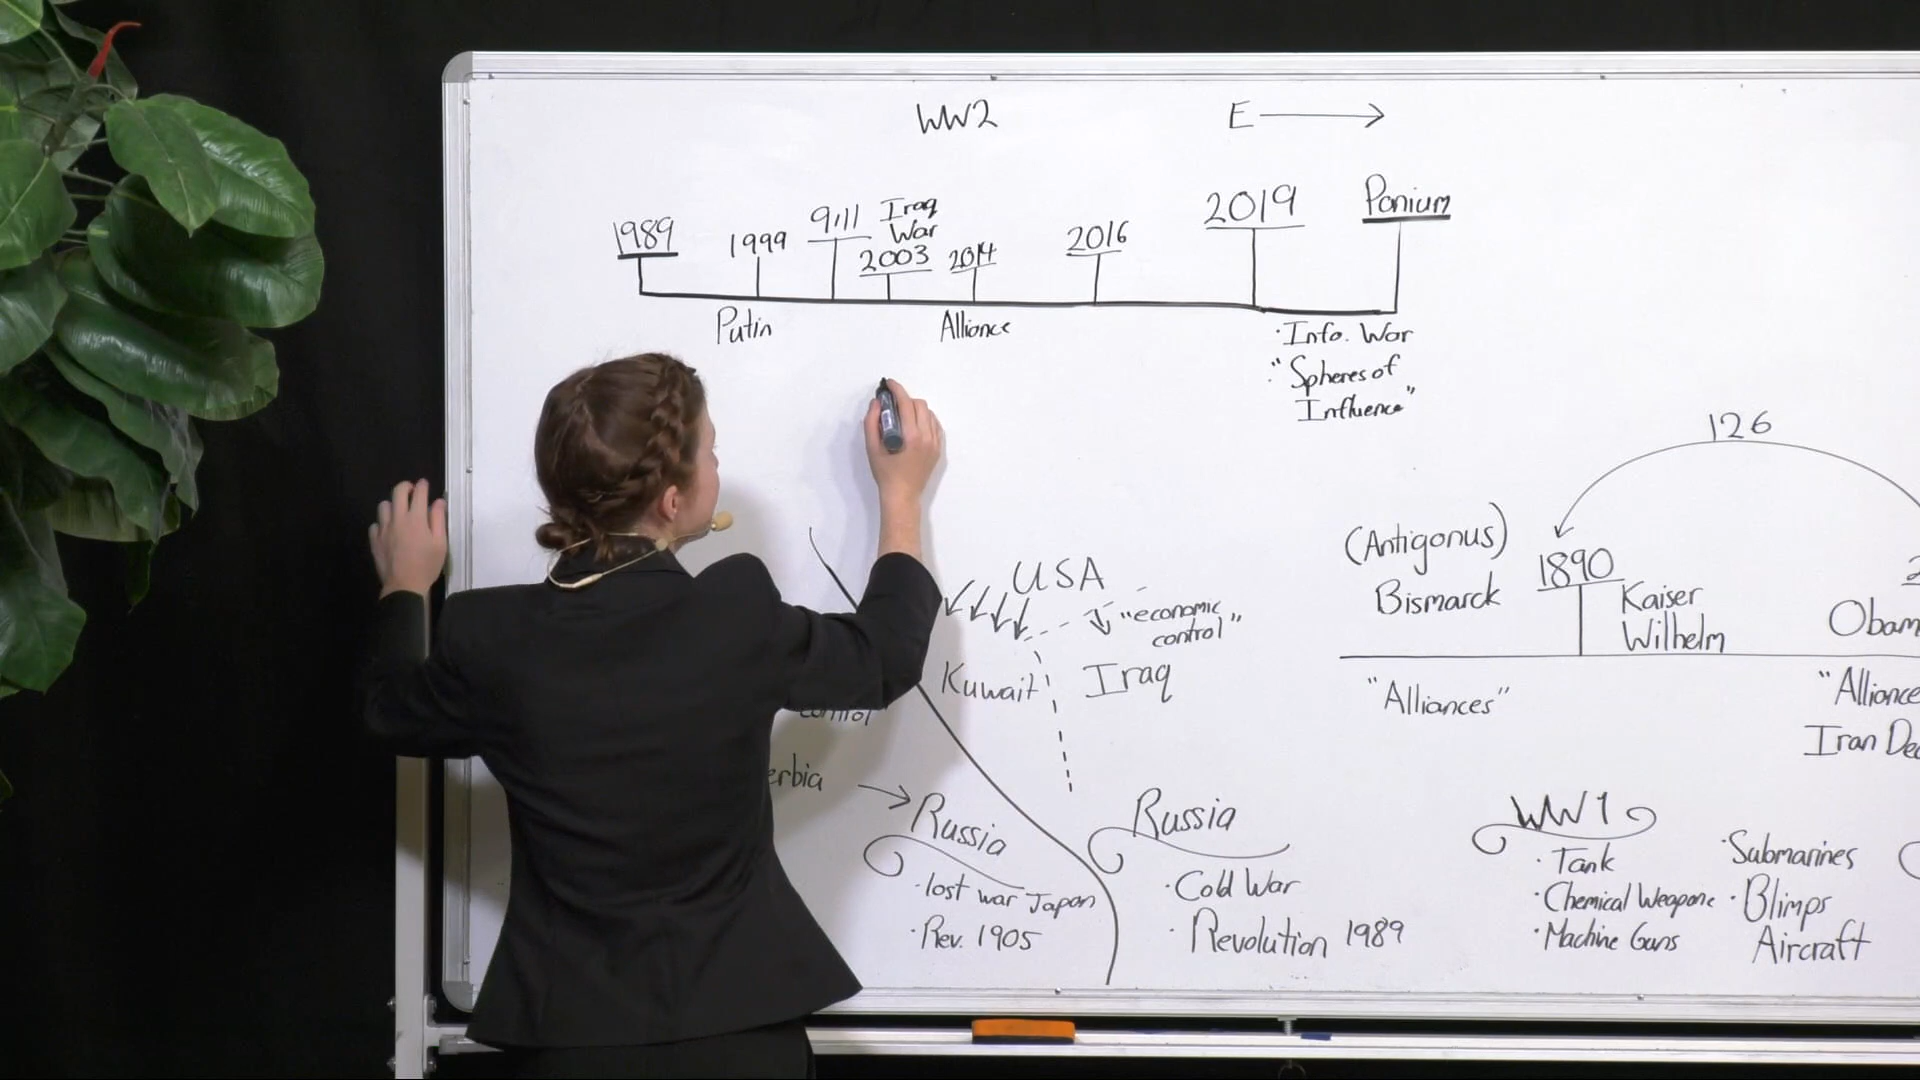 WW2
E
1989
1999
9/11
Iraq
War
2003
2014
2016
2019
Panium
Putin
Alliance
·Info. War
·"Spheres of
Influence"
126
USA
"economic
control"
Kuwait
Iraq
control"
erbia
Russia
·lost war Japan
·Rev. 1905
Russia
·Cold War
·Revolution 1989
(Antigonus)
Bismarck
1890
Kaiser
Wilhelm
Obam
"Alliances"
"Alliance
Iran Dea
WW1
·Tank
·Chemical Weapons
·Machine Guns
·Submarines
·Blimps
Aircraft